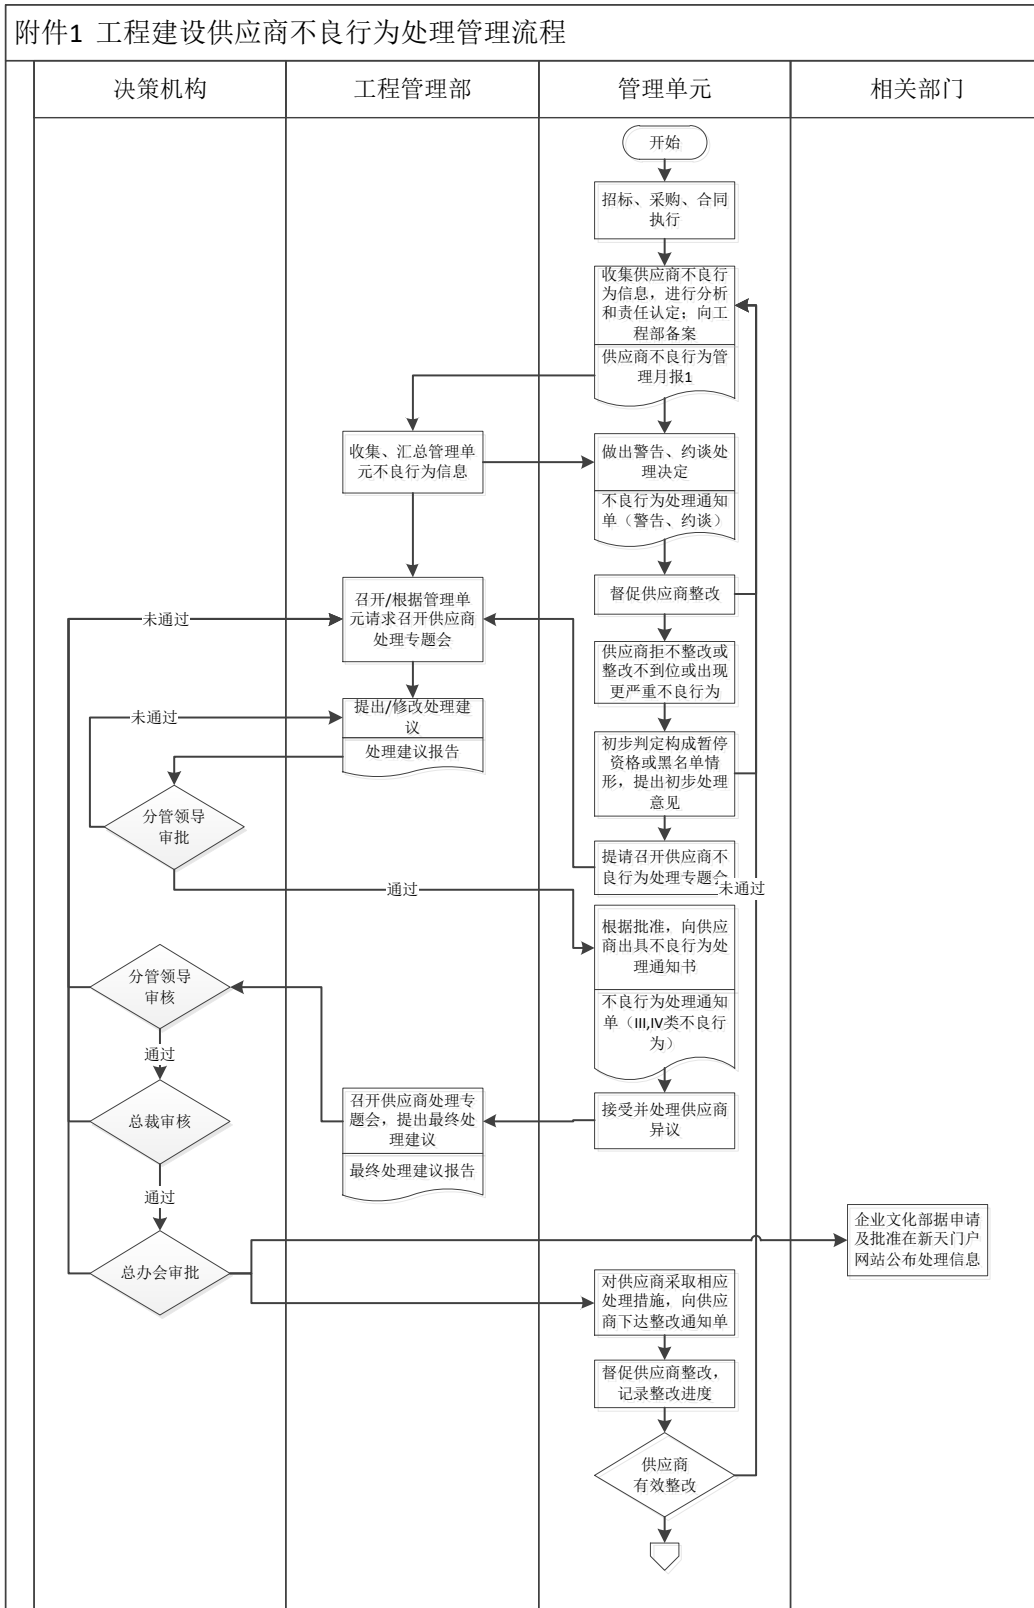 附件1 工程建设供应商不良行为处理管理流程
决策机构
工程管理部
管理单元
相关部门
开始
招标、采购、合同
执行
收集供应商不良行
为信息，进行分析
和责任认定；向工
程部备案
供应商不良行为管
理月报1
收集、汇总管理单
元不良行为信息
做出警告、约谈处
理决定
不良行为处理通知
单（警告、约谈）
督促供应商整改
召开/根据管理单
元请求召开供应商
处理专题会
未通过
供应商拒不整改或
整改不到位或出现
更严重不良行为
提出/修改处理建
议
处理建议报告
未通过
初步判定构成暂停
资格或黑名单情
形，提出初步处理
意见
分管领导
审批
提请召开供应商不
良行为处理专题会
未通过
通过
根据批准，向供应
商出具不良行为处
理通知书
不良行为处理通知
单（III,IV类不良行
为）
分管领导
审核
通过
接受并处理供应商
异议
召开供应商处理专
题会，提出最终处
理建议
最终处理建议报告
总裁审核
通过
总办会审批
企业文化部据申请
及批准在新天门户
网站公布处理信息
对供应商采取相应
处理措施，向供应
商下达整改通知单
督促供应商整改，
记录整改进度
供应商
有效整改